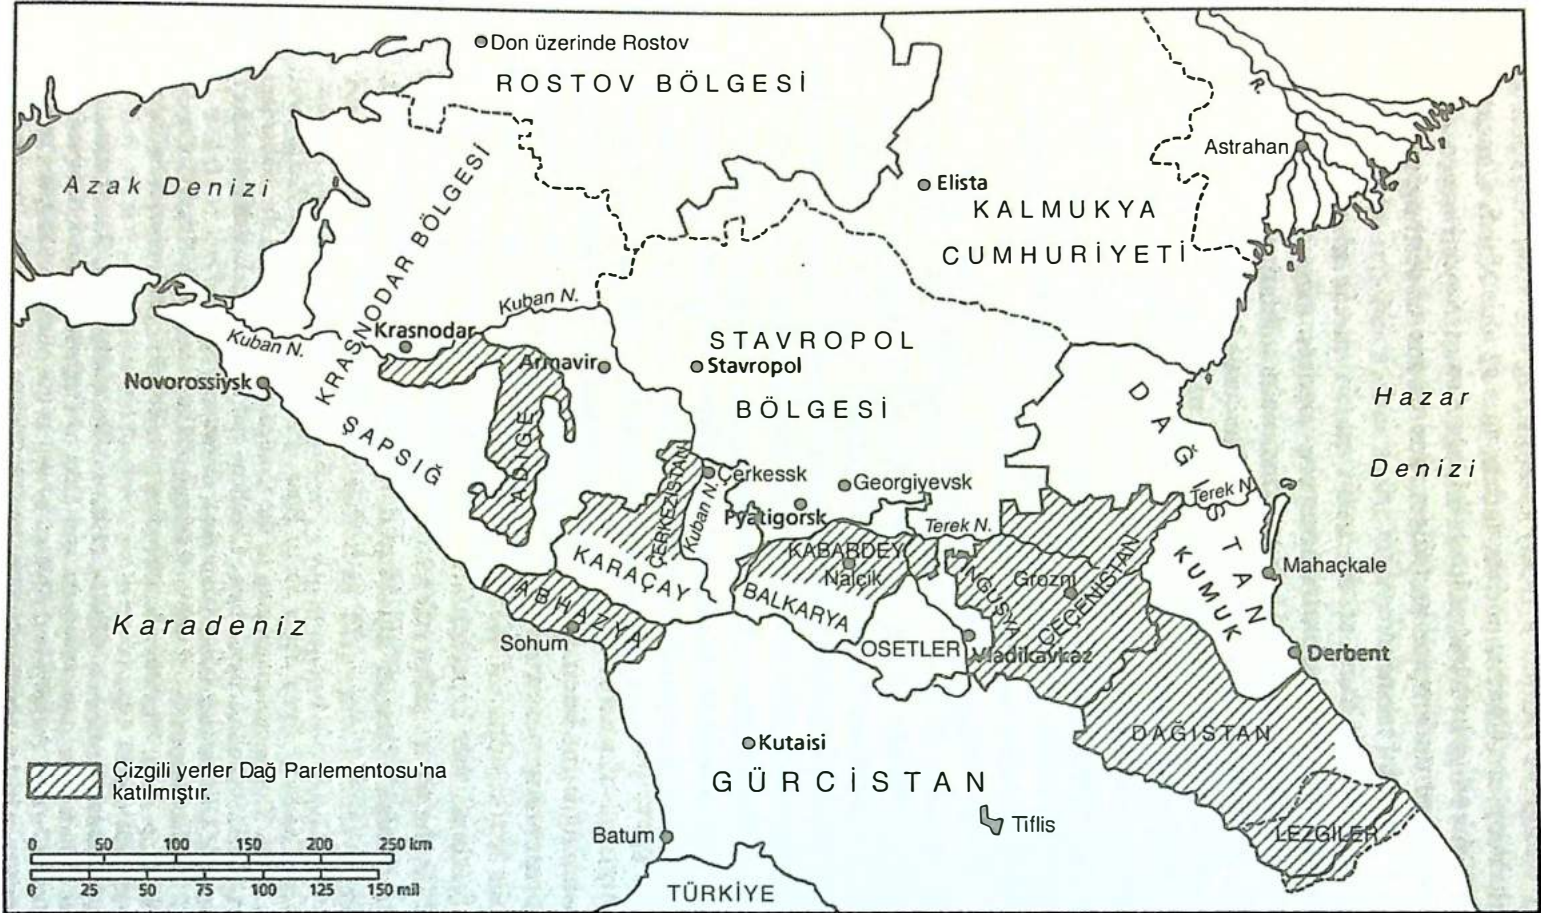 Don üzerinde Rostov
ROSTOV BÖLGESİ
R.
Astrahan
Azak Denizi
Elista
KALMUKYA
CUMHURİYETİ
KRASNODAR BÖLGESİ
Kuban N.
Kuban N.
Krasnodar
Armavir
STAVROPOL
Stavropol
BÖLGESİ
Novorossiysk
ŞAPSIĞ
ADIGE
DAĞISTAN
Hazar
Denizi
Çerkessk
ÇERKEZİSTAN
Kuban N.
Georgiyevsk
Pyatigorsk
Terek N.
Terek N.
KARAÇAY
KABARDEY
Nalçik
BALKARYA
İNGUSYA
Grozni
ÇEÇENİSTAN
KUMUK
Mahaçkale
ABHAZYA
Sohum
OSETLER
Vladikavkaz
Derbent
Karadeniz
DAĞISTAN
Kutaisi
GÜRCİSTAN
Tiflis
LEZGİLER
Batum
TÜRKİYE
Çizgili yerler Dağ Parlementosu'na
katılmıştır.
0 50 100 150 200 250 km
0 25 50 75 100 125 150 mil